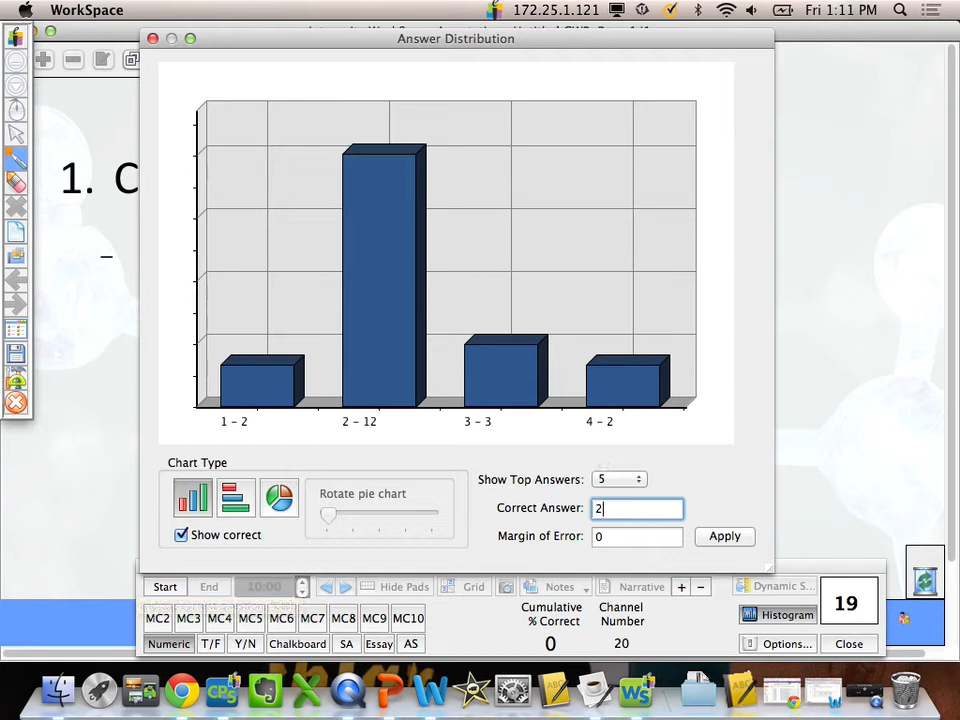 WorkSpace
172.25.1.121
Fri 1:11 PM
Answer Distribution
1. C
–
1 – 2
2 – 12
3 – 3
4 – 2
Chart Type
Rotate pie chart
Show correct
Show Top Answers: 5
Correct Answer: 2
Margin of Error: 0
Apply
Start
End
10:00
Hide Pads
Grid
Notes
Narrative
+
−
Dynamic S...
MC2 MC3 MC4 MC5 MC6 MC7 MC8 MC9 MC10
Numeric T/F Y/N Chalkboard SA Essay AS
Cumulative
% Correct
0
Channel
Number
20
Histogram
Options...
19
Close
GPS
X
P
W
WS